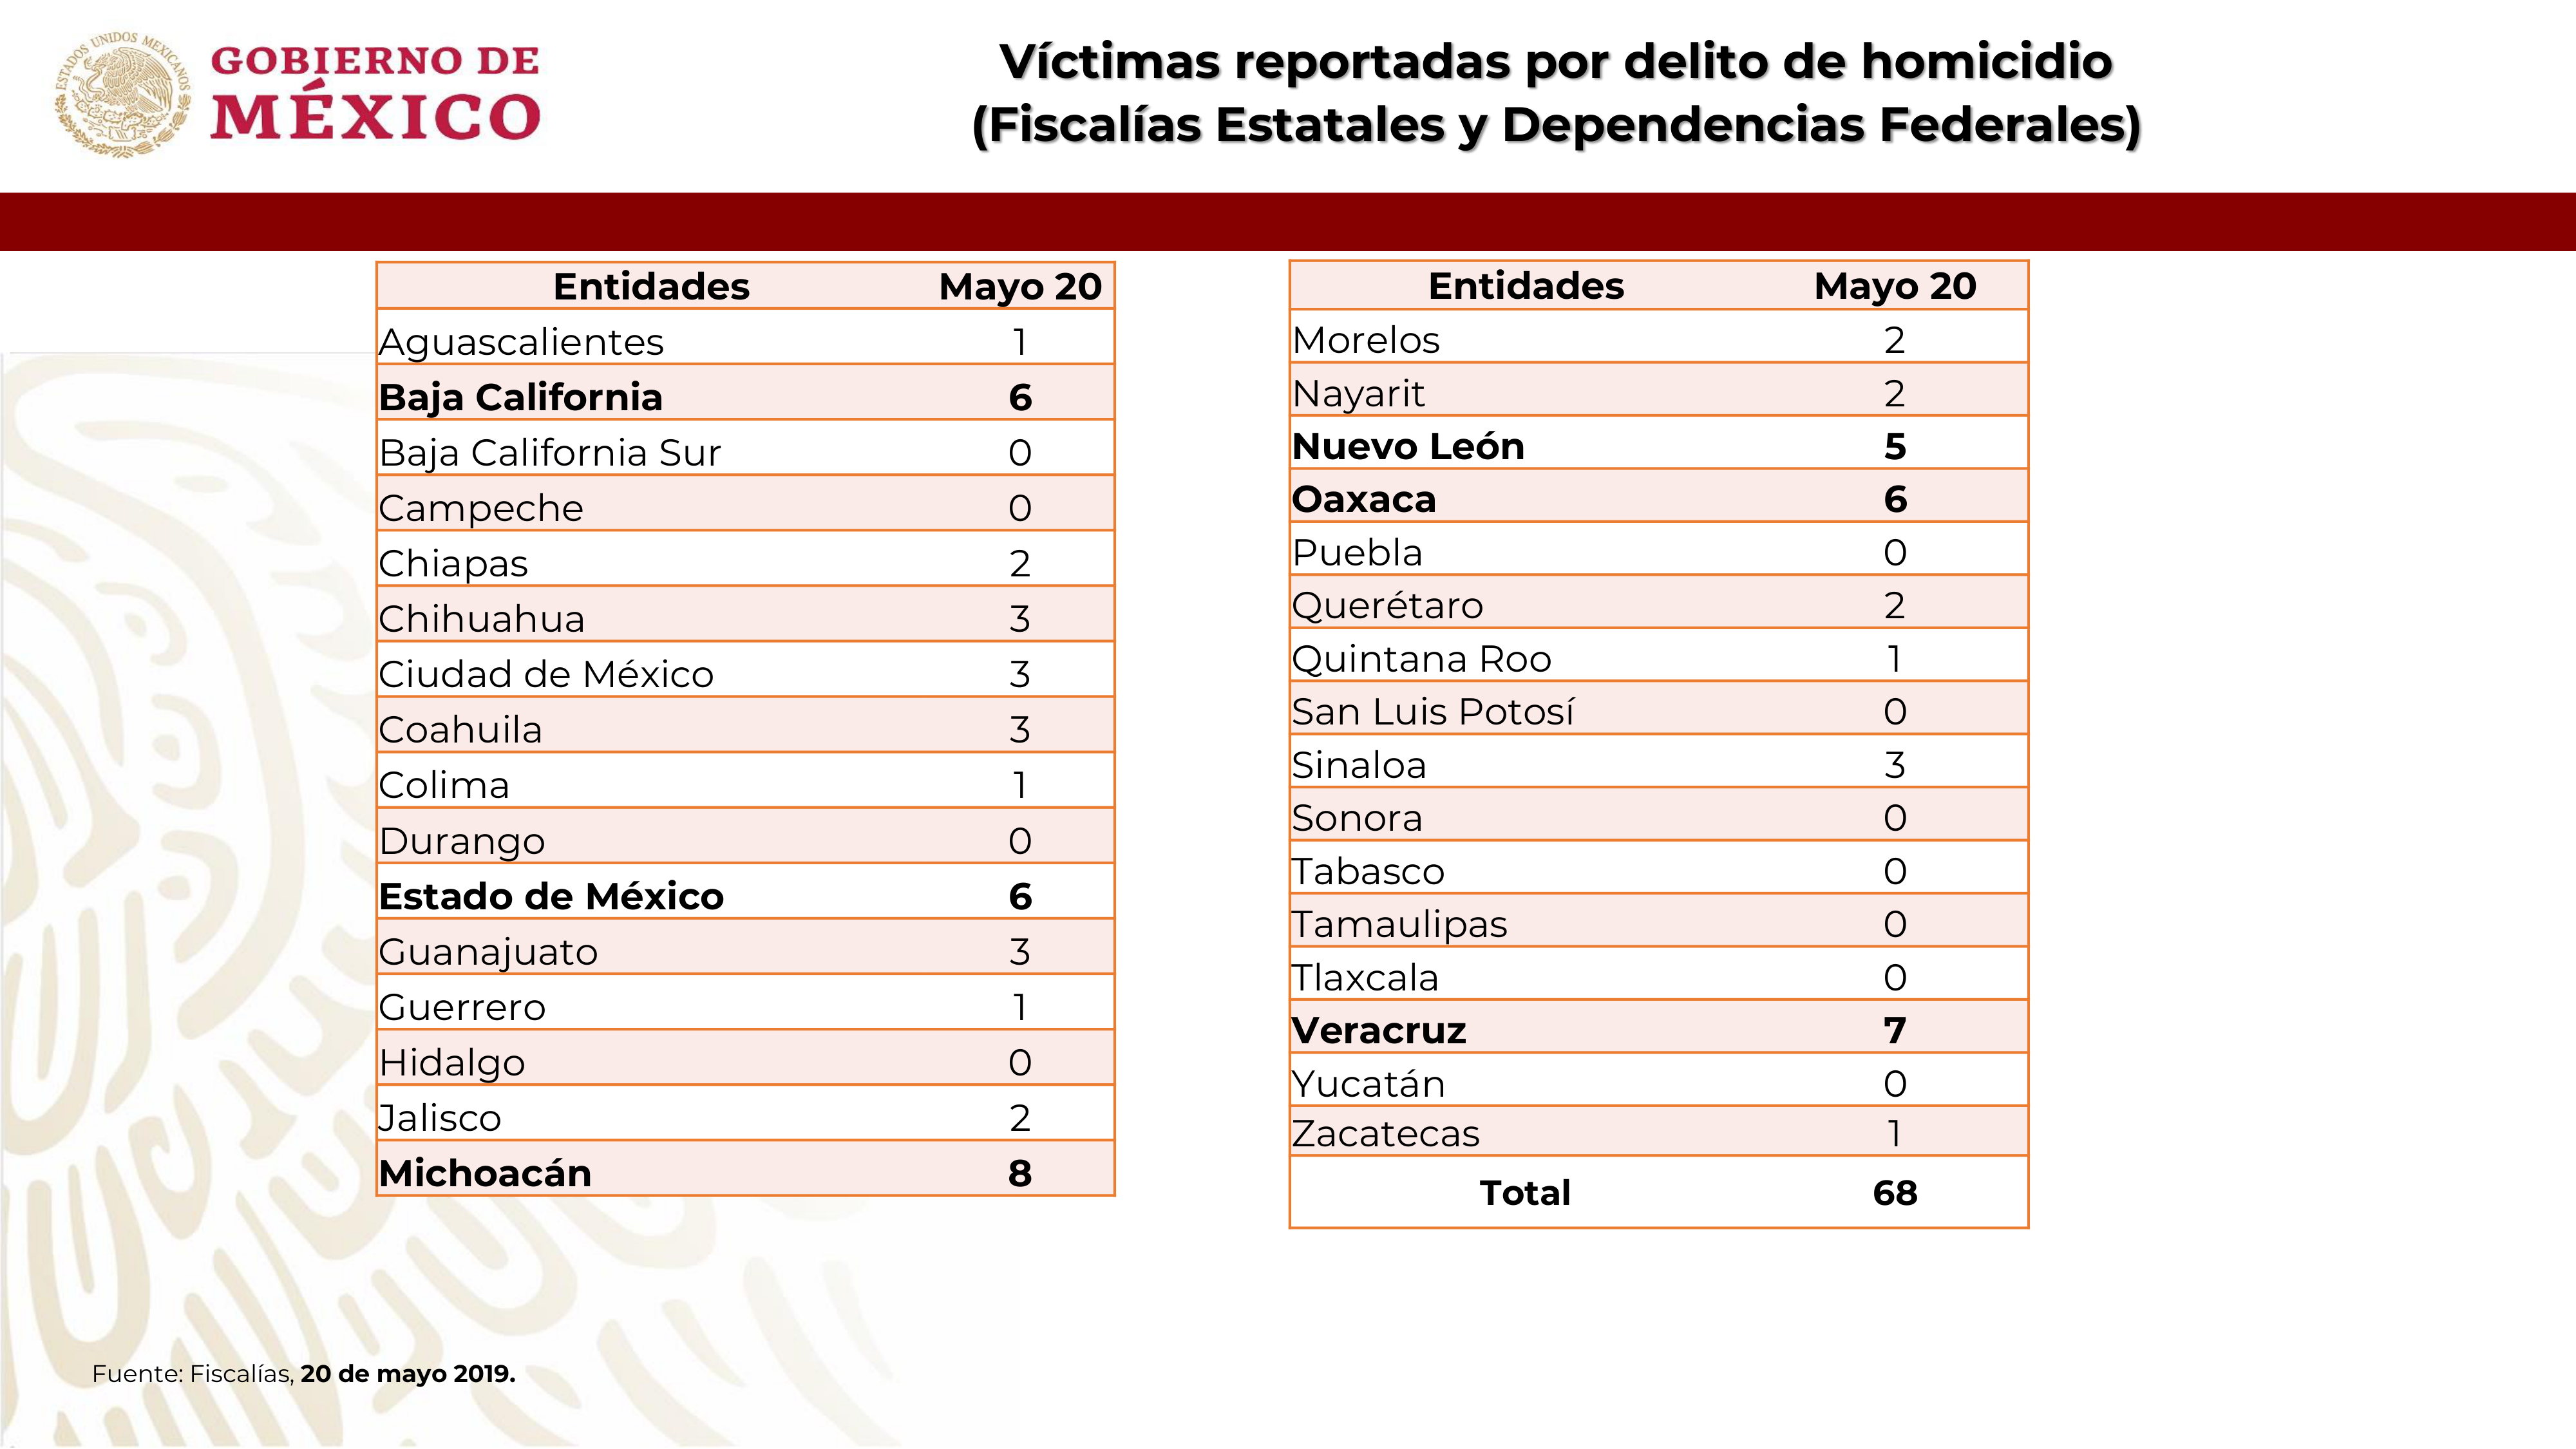 ESTADOS UNIDOS MEXICANOS
GOBIERNO DE
MÉXICO
Víctimas reportadas por delito de homicidio
(Fiscalías Estatales y Dependencias Federales)
Entidades Mayo 20
Aguascalientes 1
Baja California 6
Baja California Sur 0
Campeche 0
Chiapas 2
Chihuahua 3
Ciudad de México 3
Coahuila 3
Colima 1
Durango 0
Estado de México 6
Guanajuato 3
Guerrero 1
Hidalgo 0
Jalisco 2
Michoacán 8
Entidades Mayo 20
Morelos 2
Nayarit 2
Nuevo León 5
Oaxaca 6
Puebla 0
Querétaro 2
Quintana Roo 1
San Luis Potosí 0
Sinaloa 3
Sonora 0
Tabasco 0
Tamaulipas 0
Tlaxcala 0
Veracruz 7
Yucatán 0
Zacatecas 1
Total 68
Fuente: Fiscalías, 20 de mayo 2019.